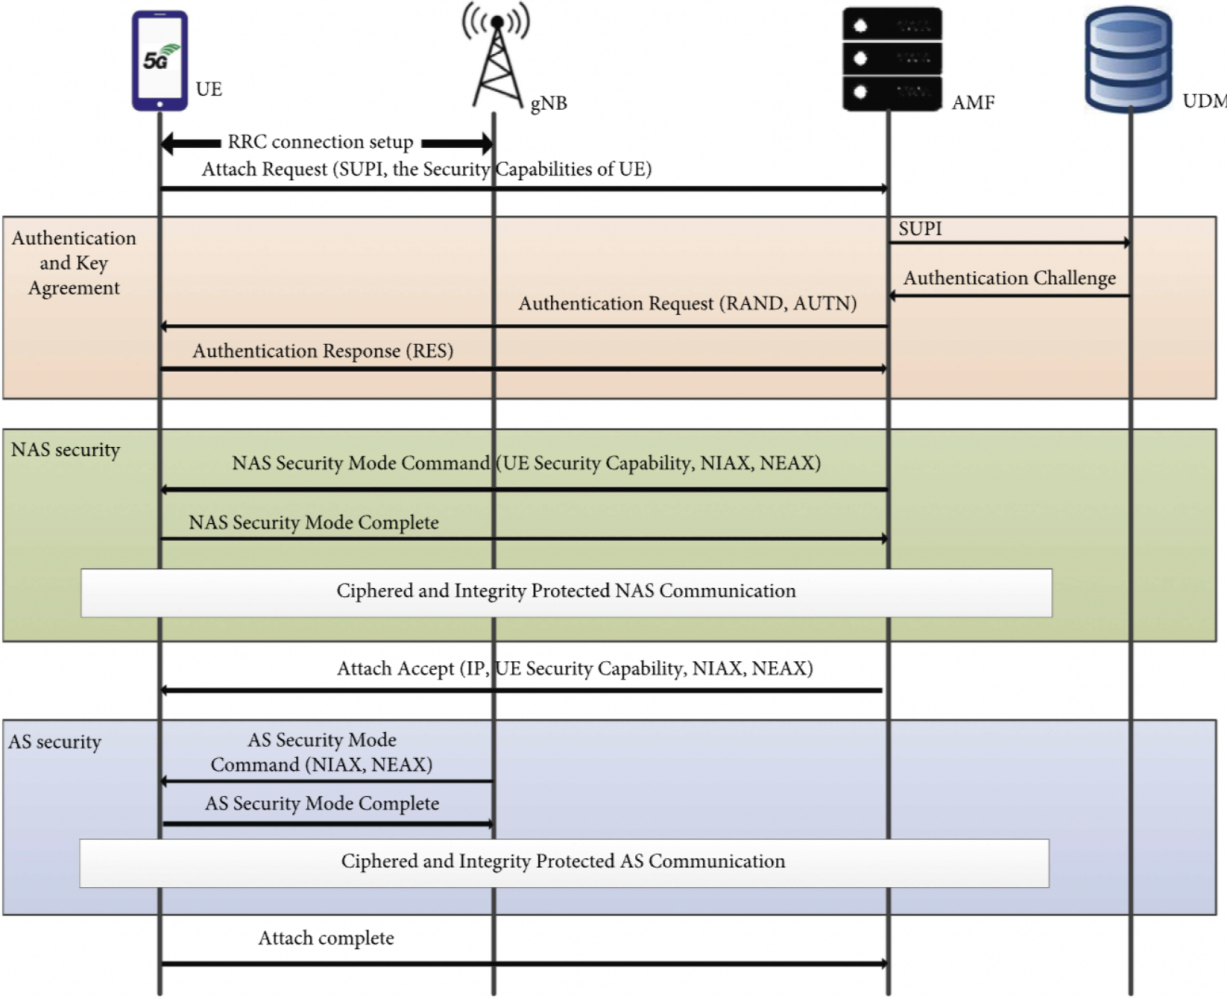 5G
UE
gNB
AMF
UDM
RRC connection setup
Attach Request (SUPI, the Security Capabilities of UE)
Authentication
and Key
Agreement
SUPI
Authentication Challenge
Authentication Request (RAND, AUTN)
Authentication Response (RES)
NAS security
NAS Security Mode Command (UE Security Capability, NIAX, NEAX)
NAS Security Mode Complete
Ciphered and Integrity Protected NAS Communication
Attach Accept (IP, UE Security Capability, NIAX, NEAX)
AS security
AS Security Mode
Command (NIAX, NEAX)
AS Security Mode Complete
Ciphered and Integrity Protected AS Communication
Attach complete